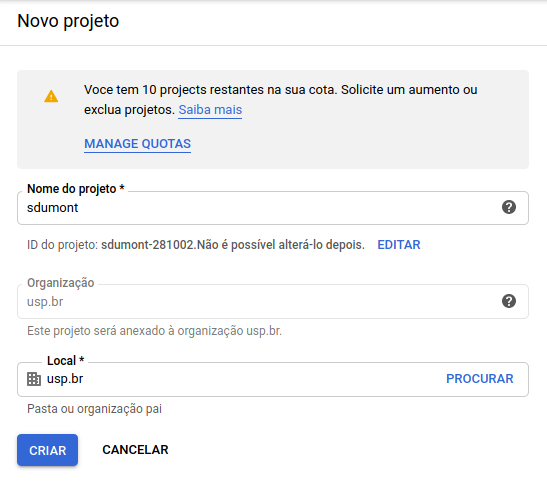 Novo projeto
Voce tem 10 projects restantes na sua cota. Solicite um aumento ou
exclua projetos. Saiba mais
MANAGE QUOTAS
Nome do projeto *
sdumont
ID do projeto: sdumont-281002.Não é possível alterá-lo depois. EDITAR
Organização
usp.br
Este projeto será anexado à organização usp.br.
Local *
usp.br PROCURAR
Pasta ou organização pai
CRIAR CANCELAR